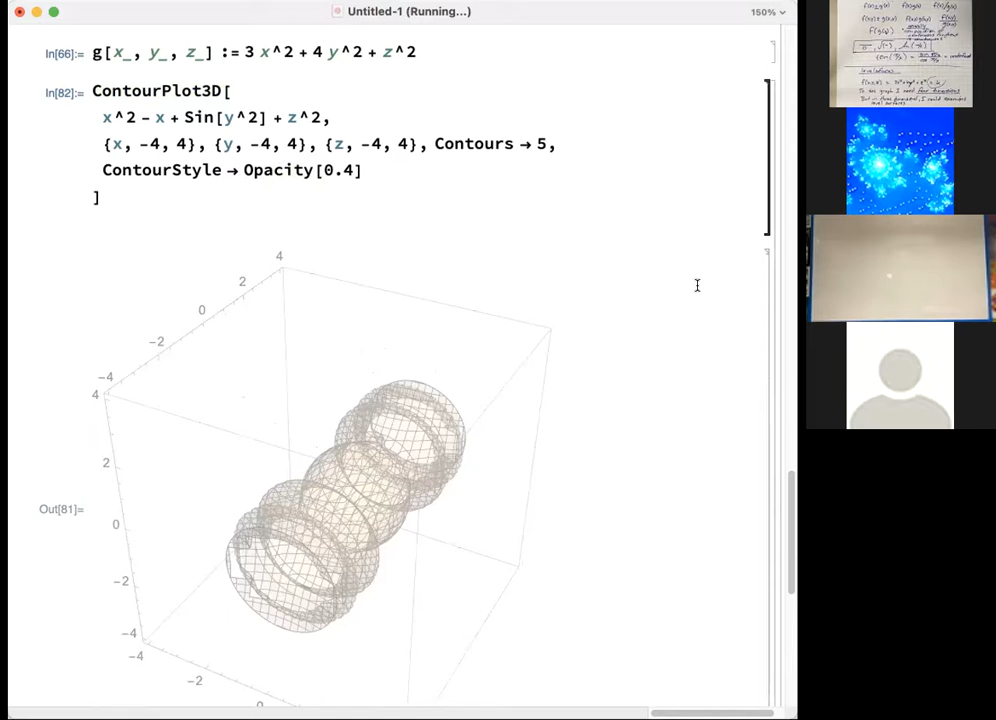 Untitled-1 (Running...)
150%
In[66]:= g[x_, y_, z_] := 3 x^2 + 4 y^2 + z^2
In[82]:= ContourPlot3D[
x^2 - x + Sin[y^2] + z^2,
{x, -4, 4}, {y, -4, 4}, {z, -4, 4}, Contours → 5,
ContourStyle → Opacity[0.4]
]
4
2
0
-2
-4
4
2
Out[81]=
0
-2
-4
-4
-2
0